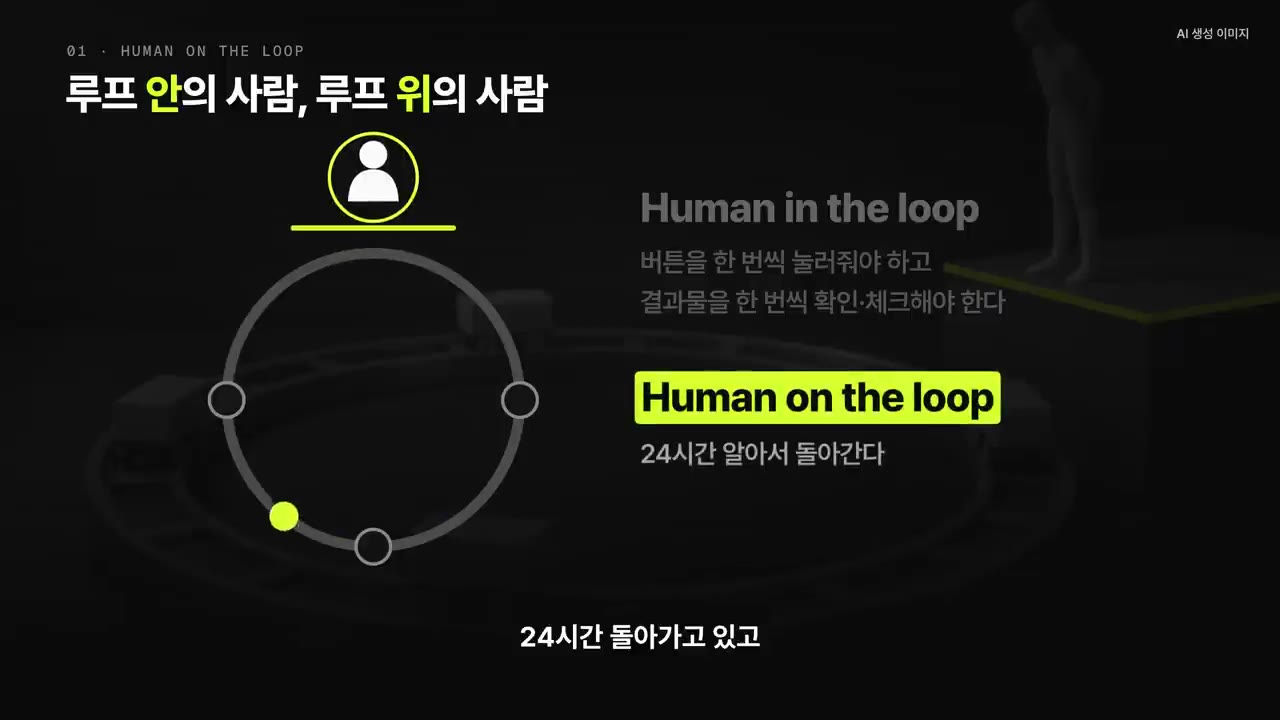 01 · HUMAN ON THE LOOP
AI 생성 이미지
루프 안의 사람, 루프 위의 사람
Human in the loop
버튼을 한 번씩 눌러줘야 하고
결과물을 한 번씩 확인·체크해야 한다
Human on the loop
24시간 알아서 돌아간다
24시간 돌아가고 있고